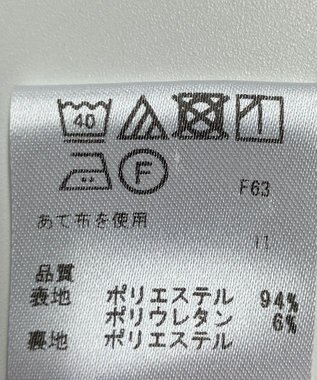 40
F
F63
あて布を使用
11
品質
表地 ポリエステル 94%
ポリウレタン 6%
裏地 ポリエステル